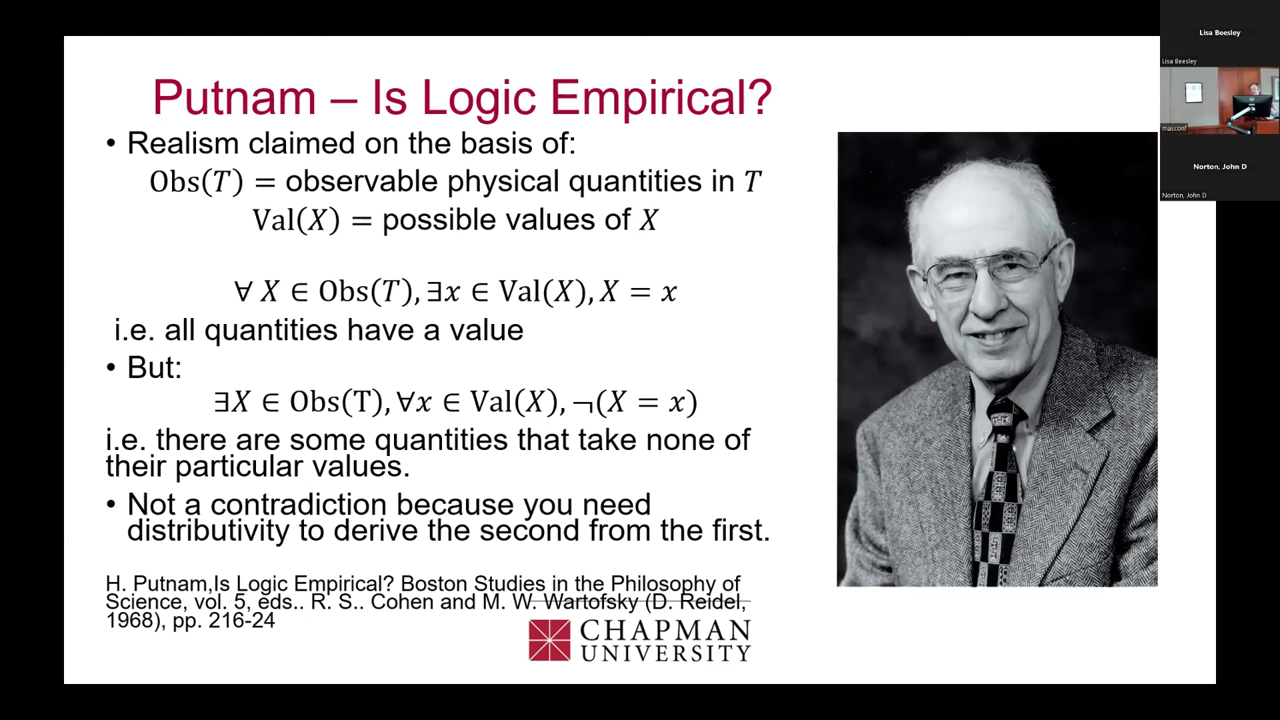 Putnam – Is Logic Empirical?
• Realism claimed on the basis of:
Obs(𝑇) = observable physical quantities in 𝑇
Val(𝑋) = possible values of 𝑋
∀ 𝑋 ∈ Obs(𝑇), ∃𝑥 ∈ Val(𝑋), 𝑋 = 𝑥
i.e. all quantities have a value
• But:
∃𝑋 ∈ Obs(T), ∀𝑥 ∈ Val(𝑋), ¬(𝑋 = 𝑥)
i.e. there are some quantities that take none of
their particular values.
• Not a contradiction because you need
distributivity to derive the second from the first.
H. Putnam,Is Logic Empirical? Boston Studies in the Philosophy of
Science, vol. 5, eds.. R. S.. Cohen and M. W. Wartofsky (D. Reidel,
1968), pp. 216-24
CHAPMAN
UNIVERSITY
Lisa Beesley
Lisa Beesley
masconf
Norton, John D
Norton, John D